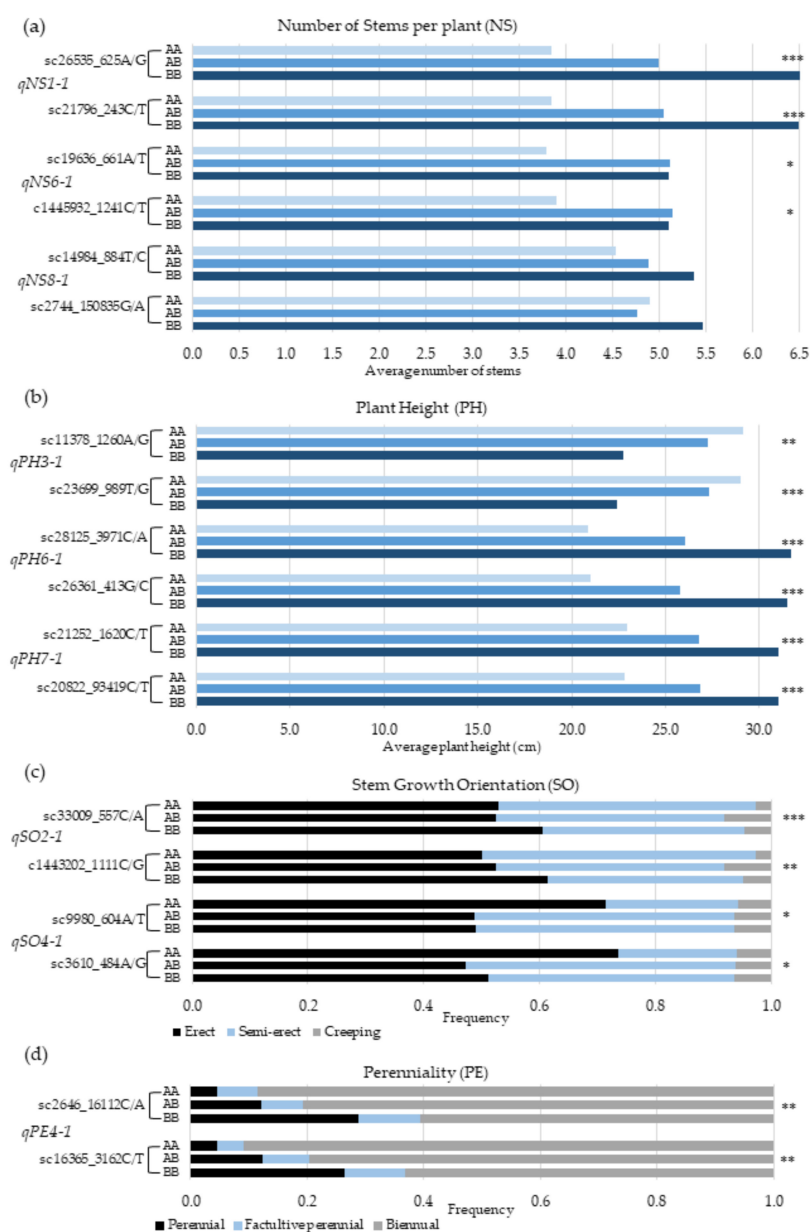 (a)
Number of Stems per plant (NS)
sc26535_625A/G
AA
AB
BB
***
qNS1-1
sc21796_243C/T
AA
AB
BB
***
sc19636_661A/T
AA
AB
BB
*
qNS6-1
c1445932_1241C/T
AA
AB
BB
*
sc14984_884T/C
AA
AB
BB
qNS8-1
sc2744_150835G/A
AA
AB
BB
0.0 0.5 1.0 1.5 2.0 2.5 3.0 3.5 4.0 4.5 5.0 5.5 6.0 6.5
Average number of stems
(b)
Plant Height (PH)
sc11378_1260A/G
AA
AB
BB
**
qPH3-1
sc23699_989T/G
AA
AB
BB
***
sc28125_3971C/A
AA
AB
BB
***
qPH6-1
sc26361_413G/C
AA
AB
BB
***
sc21252_1620C/T
AA
AB
BB
***
qPH7-1
sc20822_93419C/T
AA
AB
BB
***
0.0 5.0 10.0 15.0 20.0 25.0 30.0
Average plant height (cm)
(c)
Stem Growth Orientation (SO)
sc33009_557C/A
AA
AB
BB
***
qSO2-1
c1443202_1111C/G
AA
AB
BB
**
sc9980_604A/T
AA
AB
BB
*
qSO4-1
sc3610_484A/G
AA
AB
BB
*
0.0 0.2 0.4 0.6 0.8 1.0
Frequency
Erect Semi-erect Creeping
(d)
Perenniality (PE)
sc2646_16112C/A
AA
AB
BB
**
qPE4-1
sc16365_3162C/T
AA
AB
BB
**
0.0 0.2 0.4 0.6 0.8 1.0
Frequency
Perennial Facultive perennial Biennual